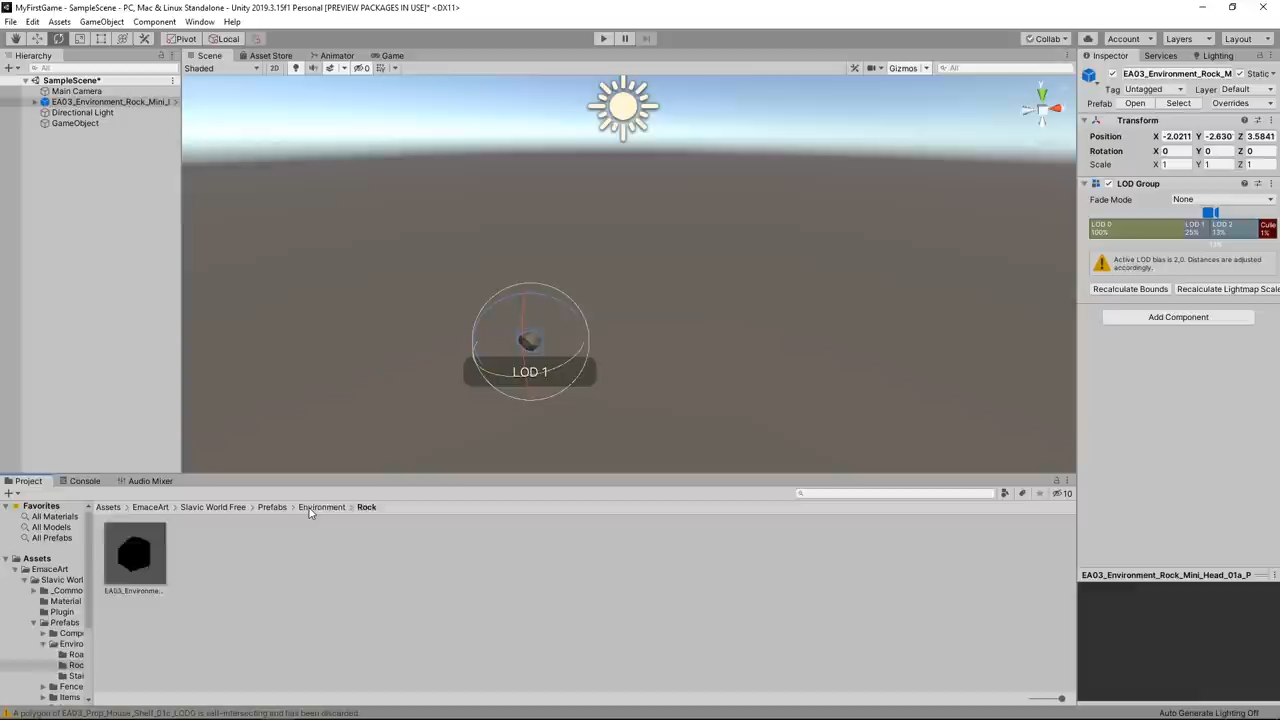 MyFirstGame - SampleScene - PC, Mac & Linux Standalone - Unity 2019.3.15f1 Personal [PREVIEW PACKAGES IN USE]* <DX11>
File Edit Assets GameObject Component Window Help
Pivot Local Collab Account Layers Layout
Hierarchy Scene Asset Store Animator Game Inspector Services Lighting
All Shaded 2D 0 Gizmos All
SampleScene*
Main Camera
EA03_Environment_Rock_Mini_
Directional Light
GameObject
y
LOD 1
EA03_Environment_Rock_M Static
Tag Untagged Layer Default
Prefab Open Select Overrides
Transform
Position X -2.0211 Y -2.630 Z 3.5841
Rotation X 0 Y 0 Z 0
Scale X 1 Y 1 Z 1
LOD Group
Fade Mode None
LOD 0 LOD 1 LOD 2 Culle
100% 25% 13% 1%
13%
Active LOD bias is 2,0. Distances are adjusted
accordingly.
Recalculate Bounds Recalculate Lightmap Scale
Add Component
EA03_Environment_Rock_Mini_Head_01a_P
Project Console Audio Mixer
10
Favorites
All Materials
All Models
All Prefabs
Assets
EmaceArt
Slavic Worl
_Commo
Material
Plugin
Prefabs
Comp
Enviro
Roa
Roc
Stai
Fence
Items
Assets > EmaceArt > Slavic World Free > Prefabs > Environment > Rock
EA03_Environme...
A polygon of EA03_Prop_House_Shelf_01c_LOD0 is self-intersecting and has been discarded.
Auto Generate Lighting Off